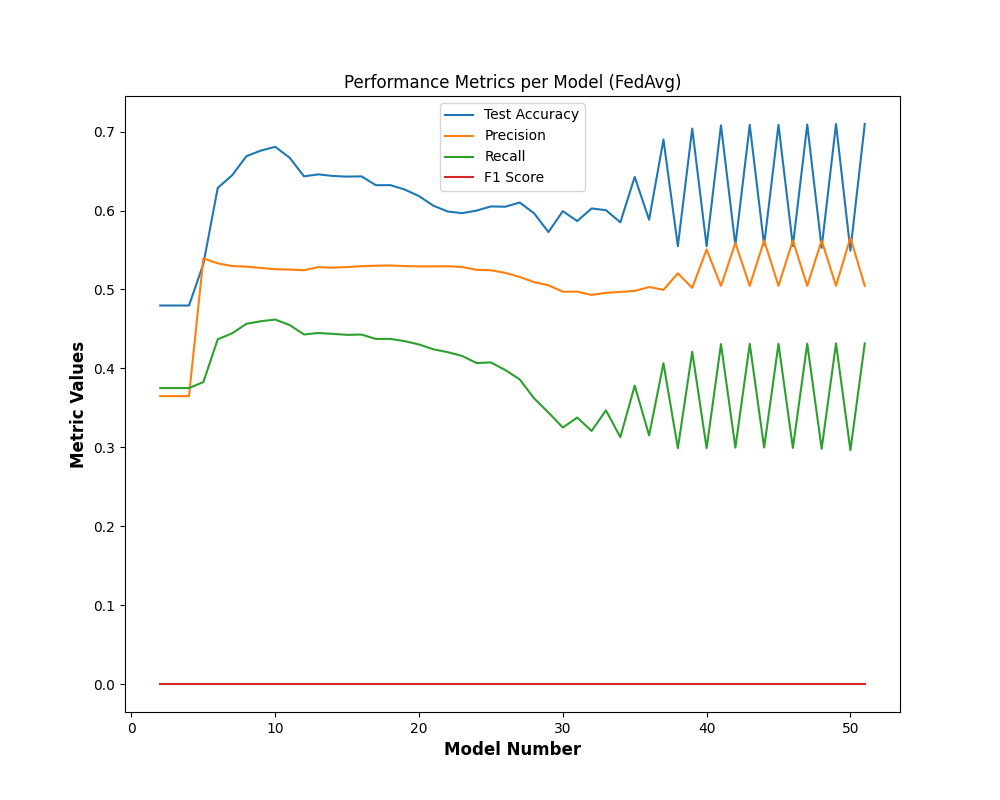 Performance Metrics per Model (FedAvg)
Test Accuracy
Precision
Recall
F1 Score
Metric Values
0.7
0.6
0.5
0.4
0.3
0.2
0.1
0.0
0 10 20 30 40 50
Model Number